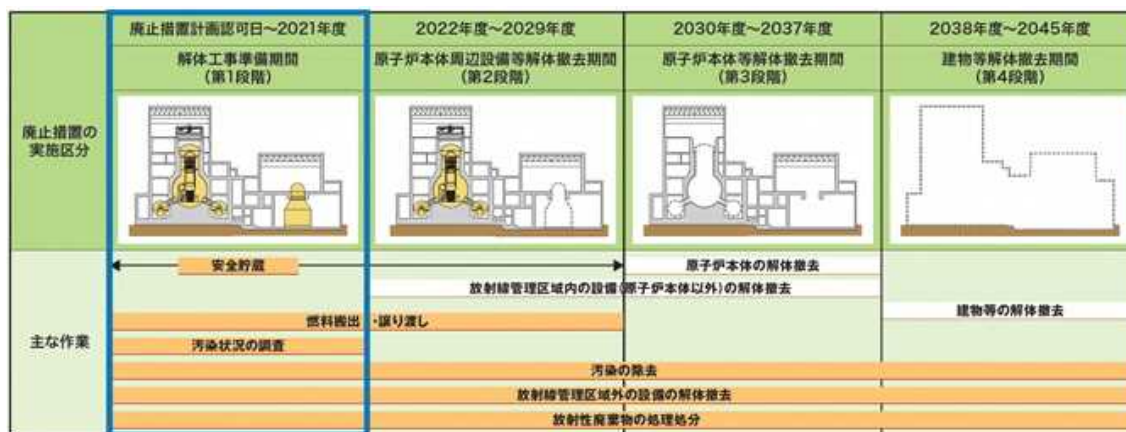 廃止措置計画認可日～2021年度
2022年度～2029年度
2030年度～2037年度
2038年度～2045年度
解体工事準備期間
(第1段階)
原子炉本体周辺設備等解体撤去期間
(第2段階)
原子炉本体等解体撤去期間
(第3段階)
建物等解体撤去期間
(第4段階)
廃止措置の
実施区分
主な作業
安全貯蔵
原子炉本体の解体撤去
放射線管理区域内の設備(原子炉本体以外)の解体撤去
建物等の解体撤去
燃料搬出・譲り渡し
汚染状況の調査
汚染の除去
放射線管理区域外の設備の解体撤去
放射性廃棄物の処理処分